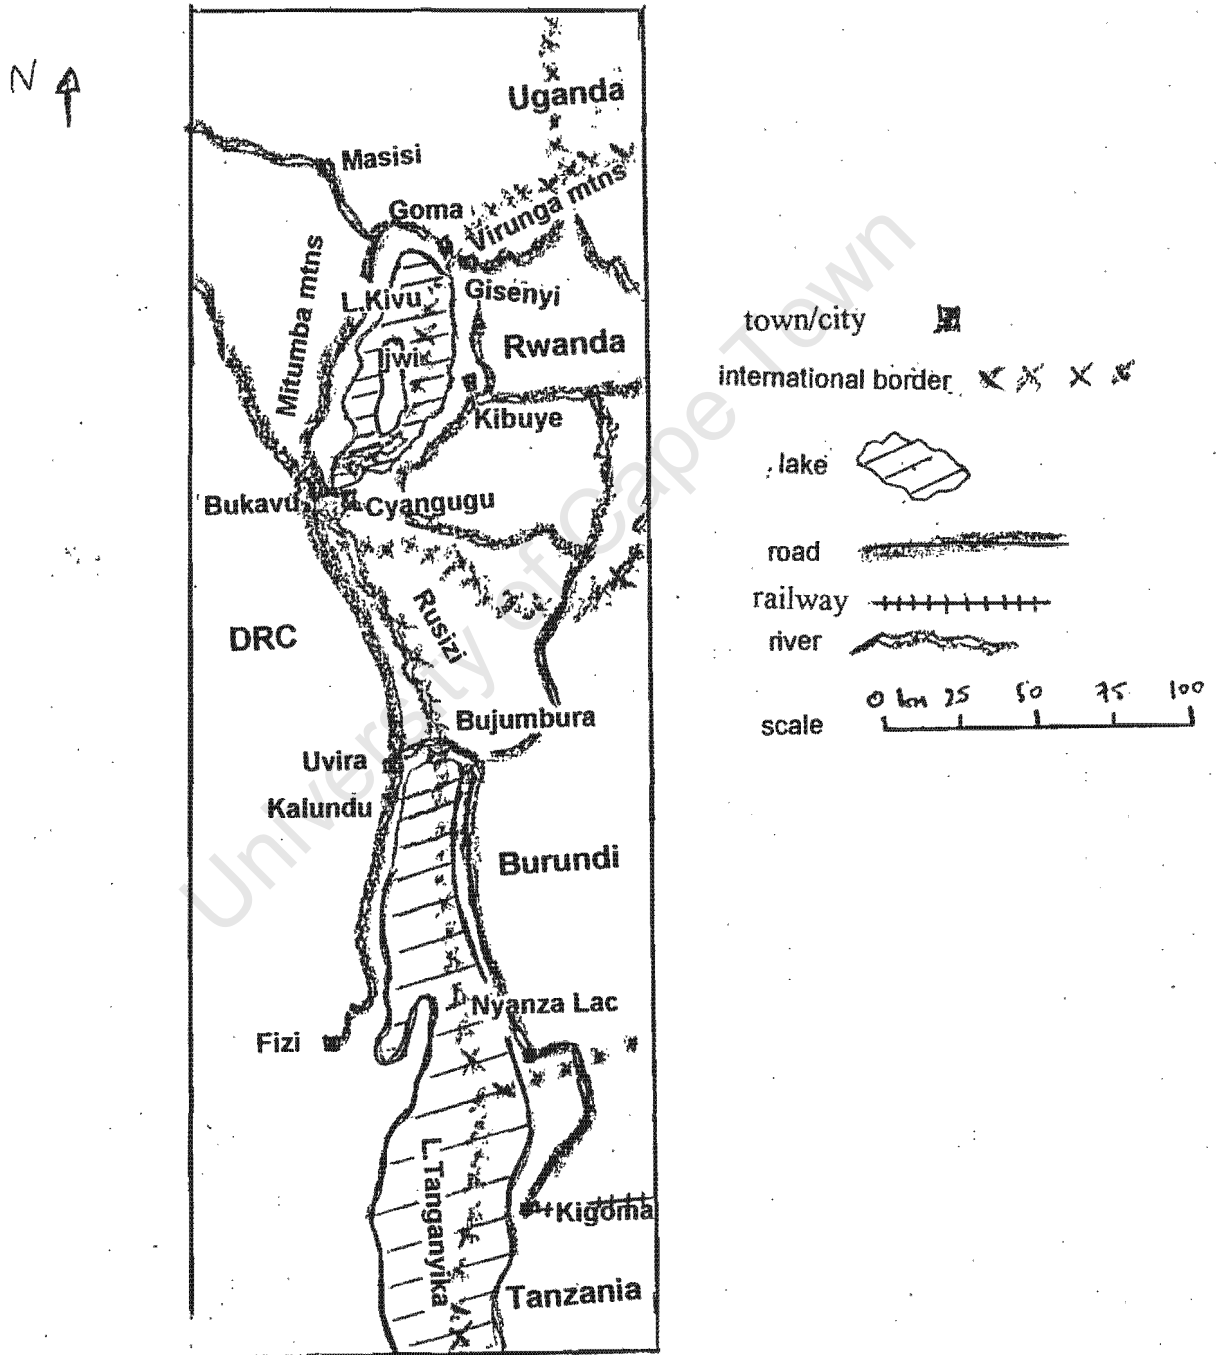 N
Uganda
Masisi
Virunga mtns
Goma
Mitumba mtns
L.Kivu
Gisenyi
Ijwi
Rwanda
Kibuye
Bukavu
Cyangugu
Rusizi
DRC
Bujumbura
Uvira
Kalundu
Burundi
Nyanza Lac
Fizi
L.Tanganyika
Kigoma
Tanzania
town/city
international border
lake
road
railway
river
scale
0 km 25 50 75 100
University of Cape Town